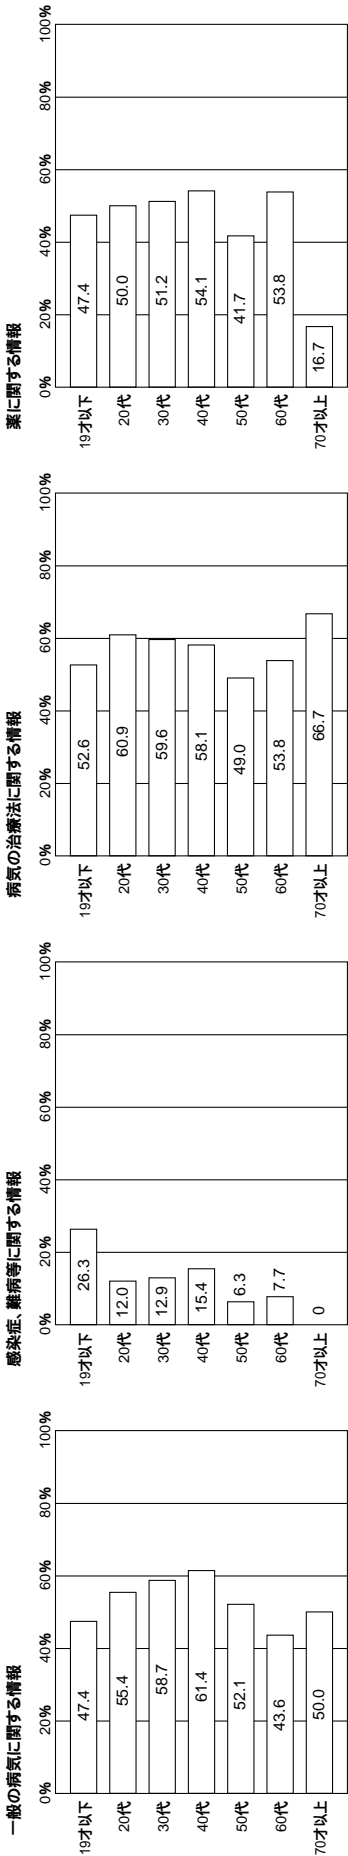 一般の病気に関する情報
0% 20% 40% 60% 80% 100%
19才以下 47.4
20代 55.4
30代 58.7
40代 61.4
50代 52.1
60代 43.6
70才以上 50.0
感染症、難病等に関する情報
0% 20% 40% 60% 80% 100%
19才以下 26.3
20代 12.0
30代 12.9
40代 15.4
50代 6.3
60代 7.7
70才以上 0
病気の治療法に関する情報
0% 20% 40% 60% 80% 100%
19才以下 52.6
20代 60.9
30代 59.6
40代 58.1
50代 49.0
60代 53.8
70才以上 66.7
薬に関する情報
0% 20% 40% 60% 80% 100%
19才以下 47.4
20代 50.0
30代 51.2
40代 54.1
50代 41.7
60代 53.8
70才以上 16.7